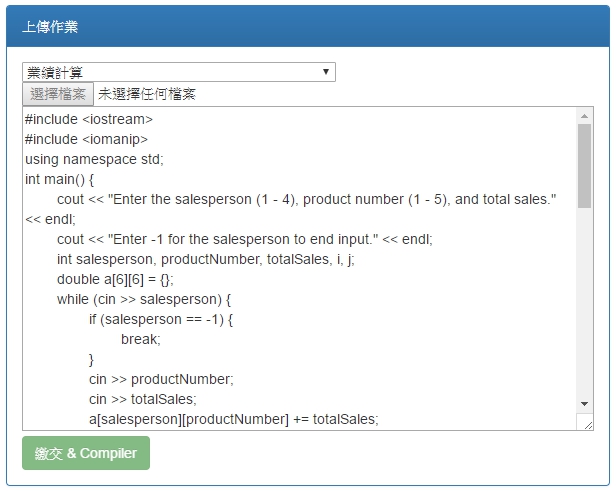 上傳作業
業績計算
選擇檔案 未選擇任何檔案
#include <iostream>
#include <iomanip>
using namespace std;
int main() {
cout << "Enter the salesperson (1 - 4), product number (1 - 5), and total sales."
<< endl;
cout << "Enter -1 for the salesperson to end input." << endl;
int salesperson, productNumber, totalSales, i, j;
double a[6][6] = {};
while (cin >> salesperson) {
if (salesperson == -1) {
break;
}
cin >> productNumber;
cin >> totalSales;
a[salesperson][productNumber] += totalSales;
繳交 & Compiler